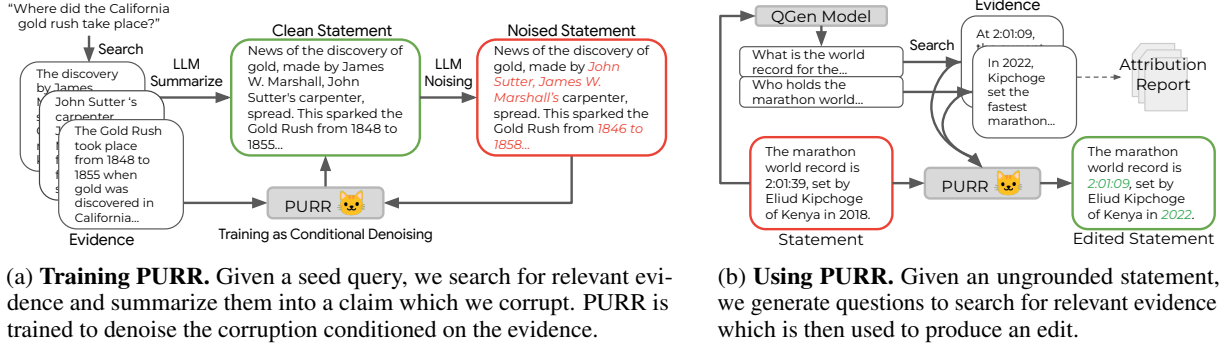 “Where did the California
gold rush take place?”
Search
The discovery
by James
John Sutter ‘s
carpenter
The Gold Rush
took place
from 1848 to
1855 when
gold was
discovered in
California...
Evidence
LLM
Summarize
Clean Statement
News of the discovery of
gold, made by James
W. Marshall, John
Sutter's carpenter,
spread. This sparked the
Gold Rush from 1848 to
1855...
LLM
Noising
Noised Statement
News of the discovery of
gold, made by John
Sutter, James W.
Marshall's carpenter,
spread. This sparked the
Gold Rush from 1846 to
1858...
PURR
Training as Conditional Denoising
(a) Training PURR. Given a seed query, we search for relevant evi-
dence and summarize them into a claim which we corrupt. PURR is
trained to denoise the corruption conditioned on the evidence.
QGen Model
What is the world
record for the...
Who holds the
marathon world...
Search
Evidence
At 2:01:09,
In 2022,
Kipchoge
set the
fastest
marathon...
Attribution
Report
The marathon
world record is
2:01:39, set by
Eliud Kipchoge
of Kenya in 2018.
Statement
PURR
The marathon
world record is
2:01:09, set by
Eliud Kipchoge
of Kenya in 2022.
Edited Statement
(b) Using PURR. Given an ungrounded statement,
we generate questions to search for relevant evidence
which is then used to produce an edit.